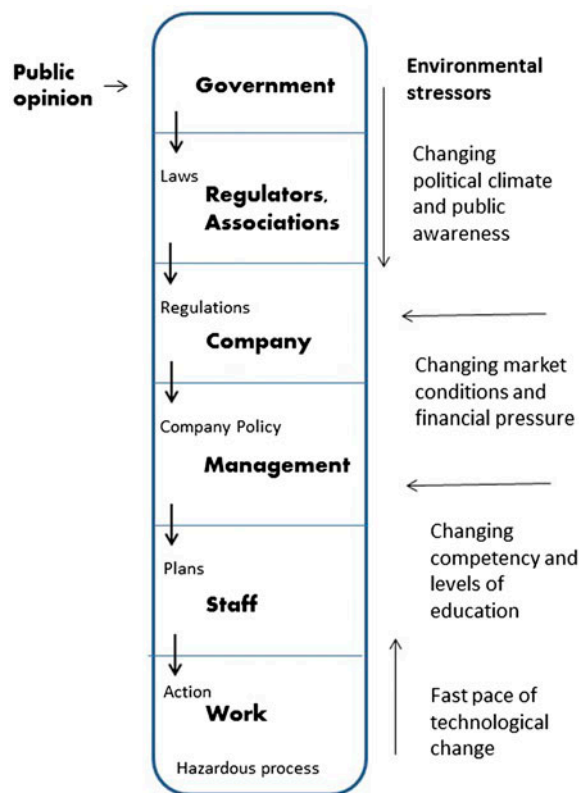 Public
opinion
Government
Laws
Regulators,
Associations
Regulations
Company
Company Policy
Management
Plans
Staff
Action
Work
Hazardous process
Environmental
stressors
Changing
political climate
and public
awareness
Changing market
conditions and
financial pressure
Changing
competency and
levels of
education
Fast pace of
technological
change